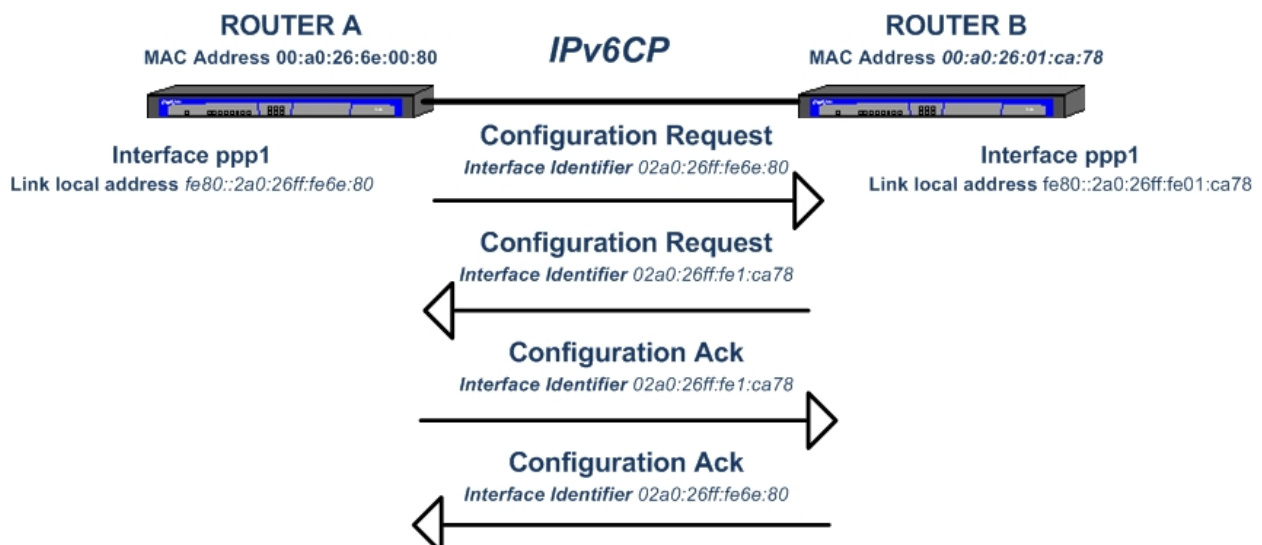 ROUTER A
MAC Address 00:a0:26:6e:00:80
IPv6CP
ROUTER B
MAC Address 00:a0:26:01:ca:78
Interface ppp1
Link local address fe80::2a0:26ff:fe6e:80
Interface ppp1
Link local address fe80::2a0:26ff:fe01:ca78
Configuration Request
Interface Identifier 02a0:26ff:fe6e:80
Configuration Request
Interface Identifier 02a0:26ff:fe1:ca78
Configuration Ack
Interface Identifier 02a0:26ff:fe1:ca78
Configuration Ack
Interface Identifier 02a0:26ff:fe6e:80